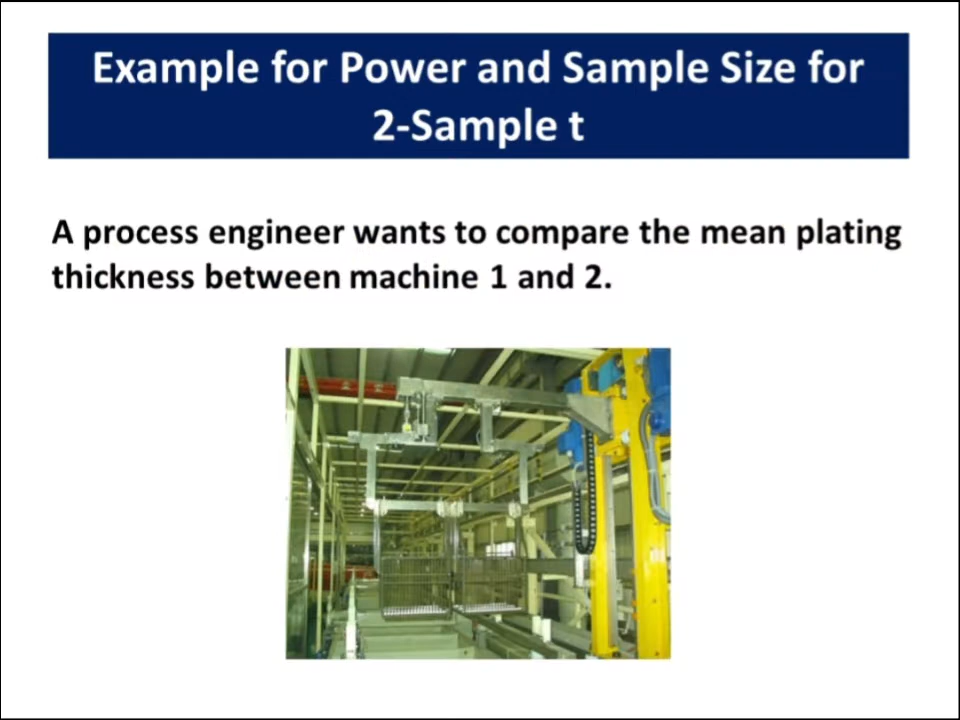 Example for Power and Sample Size for
2-Sample t
A process engineer wants to compare the mean plating
thickness between machine 1 and 2.